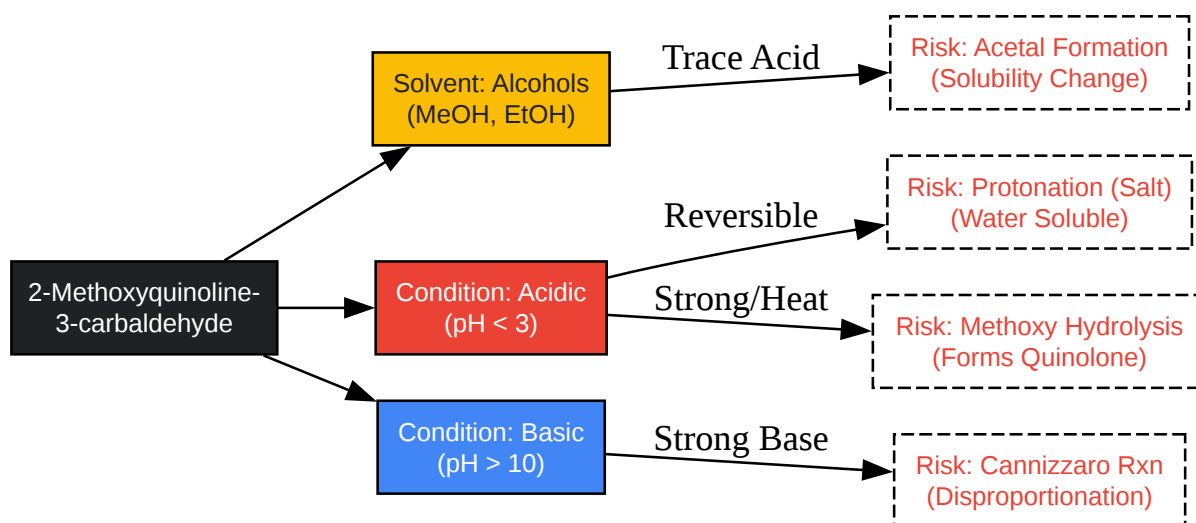 2-Methoxyquinoline-
3-carbaldehyde
Solvent: Alcohols
(MeOH, EtOH)
Trace Acid
Risk: Acetal Formation
(Solubility Change)
Condition: Acidic
(pH < 3)
Reversible
Risk: Protonation (Salt)
(Water Soluble)
Strong/Heat
Risk: Methoxy Hydrolysis
(Forms Quinolone)
Condition: Basic
(pH > 10)
Strong Base
Risk: Cannizzaro Rxn
(Disproportionation)